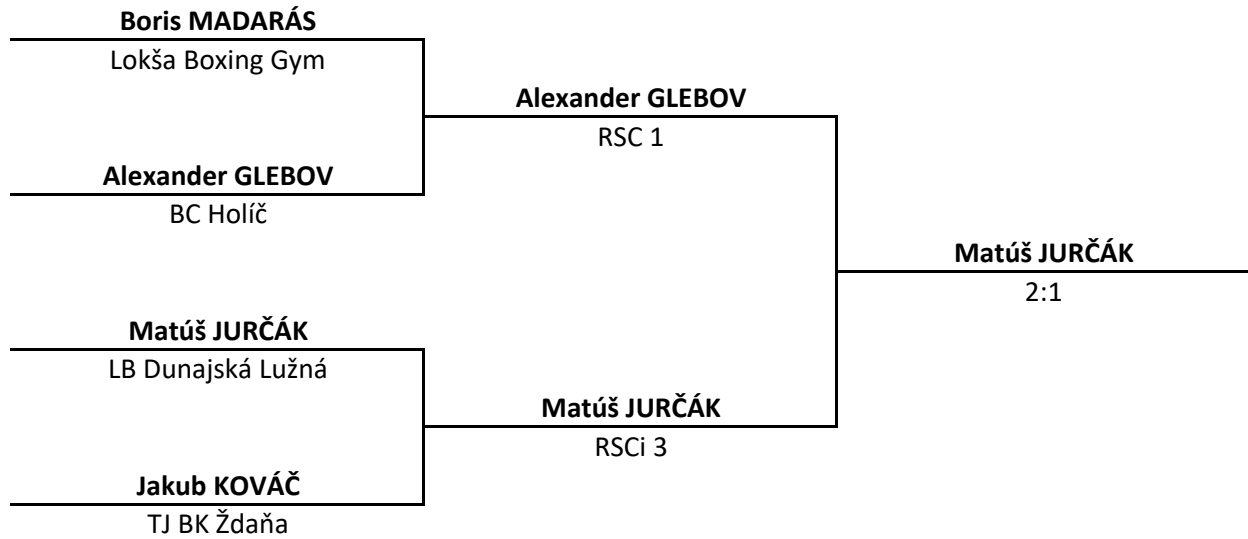 Boris MADARÁS
Lokša Boxing Gym
Alexander GLEBOV
RSC 1
Alexander GLEBOV
BC Holíč
Matúš JURČÁK
2:1
Matúš JURČÁK
LB Dunajská Lužná
Matúš JURČÁK
RSCi 3
Jakub KOVÁČ
TJ BK Ždaňa